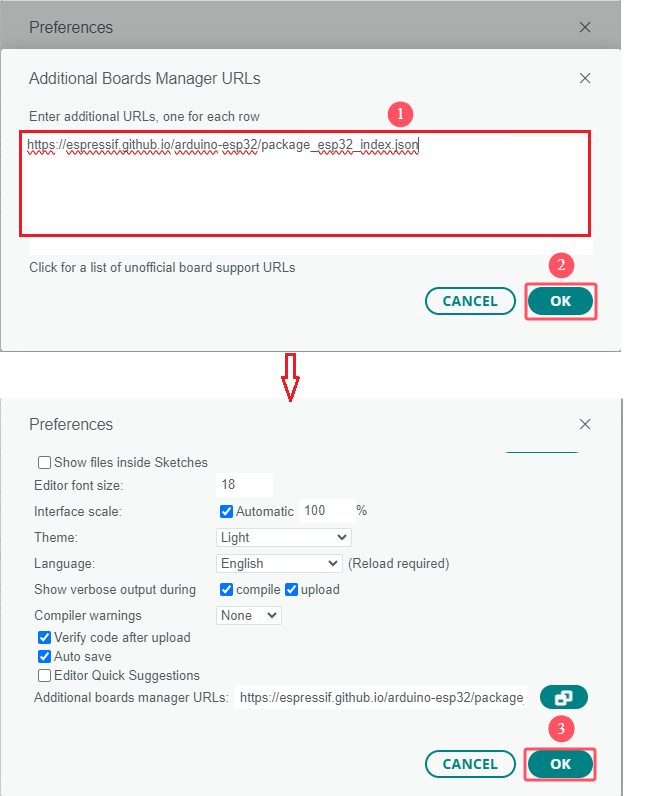 Preferences
Additional Boards Manager URLs
Enter additional URLs, one for each row
1
https://espressif.github.io/arduino-esp32/package_esp32_index.json
Click for a list of unofficial board support URLs
2
CANCEL OK
Preferences
Show files inside Sketches
Editor font size: 18
Interface scale: Automatic 100 %
Theme: Light
Language: English (Reload required)
Show verbose output during compile upload
Compiler warnings None
Verify code after upload
Auto save
Editor Quick Suggestions
Additional boards manager URLs: https://espressif.github.io/arduino-esp32/package_
3
CANCEL OK